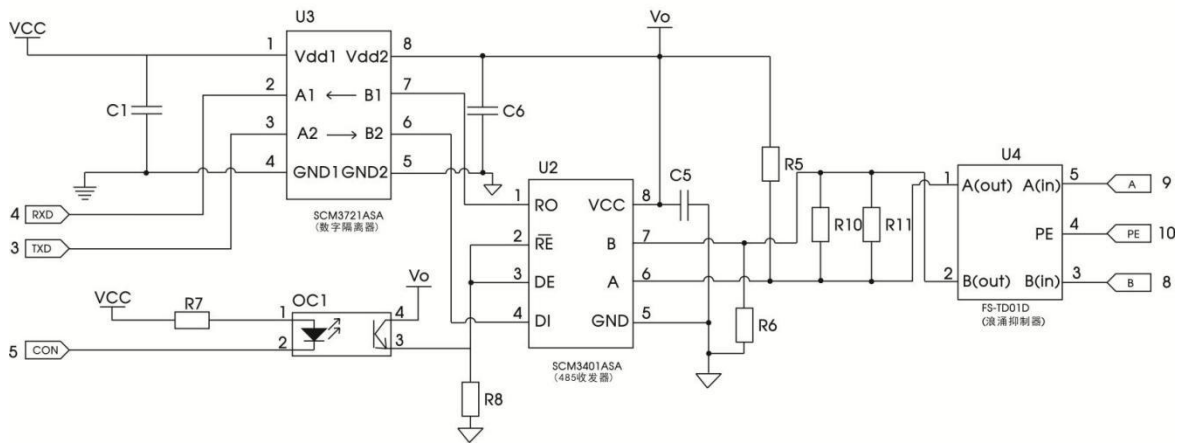 U3
Vo
VCC
1 Vdd1 Vdd2 8
2 A1 ← B1 7
C1
C6
3 A2 → B2 6
R5
U4
4 GND1 GND2 5
U2
C5
1 A(out) A(in) 5 A 9
SCM3721ASA
(数字隔离器)
1 RO VCC 8
4 RXD
R10 R11
PE 4 PE 10
3 TXD
2 RE B 7
Vo
3 DE A 6
2 B(out) B(in) 3 B 8
VCC R7 OC1
1 4
FS-TD01D
(浪涌抑制器)
4 DI GND 5
R6
5 CON 2 3
SCM3401ASA
(485收发器)
R8